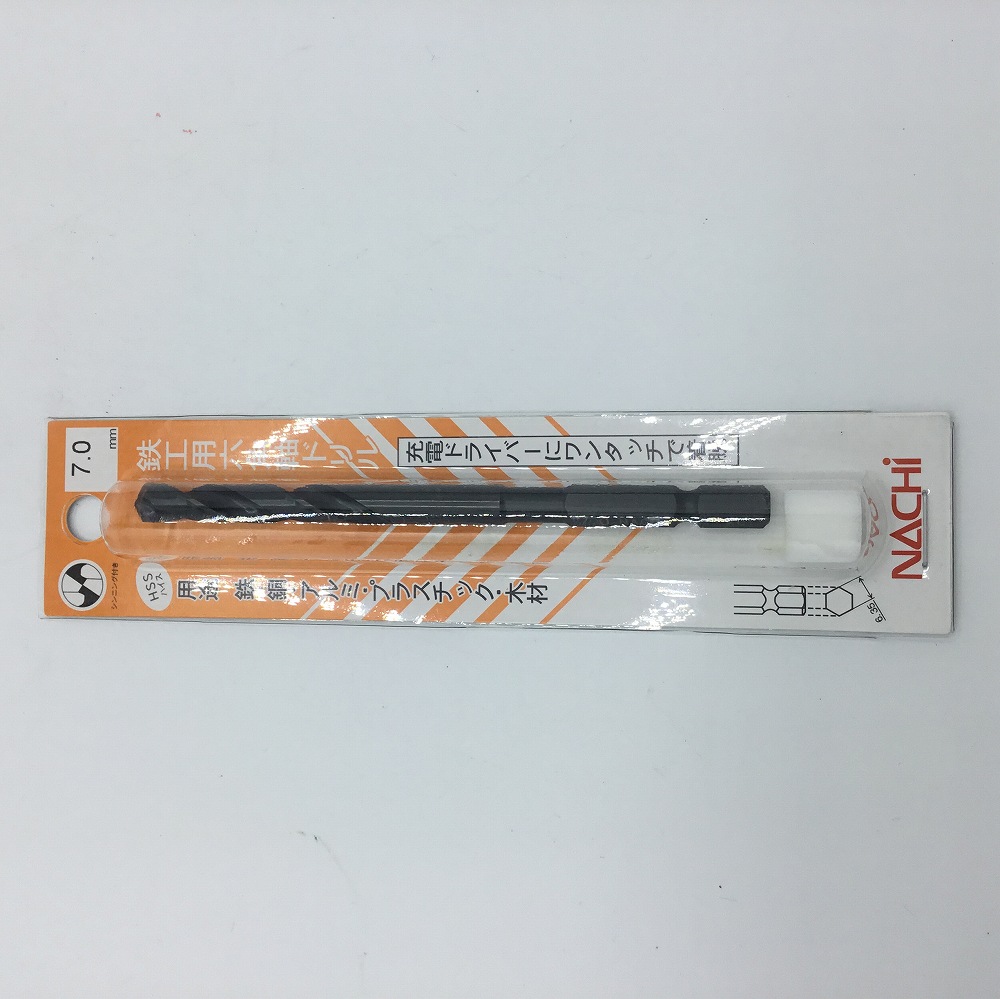 7.0 mm
鉄工用六角軸ドリル
充電ドライバーにワンタッチで着脱
NACHi
シンニング付き
HSS
ハイス
用途 鉄・銅・アルミ・プラスチック・木材
6.35